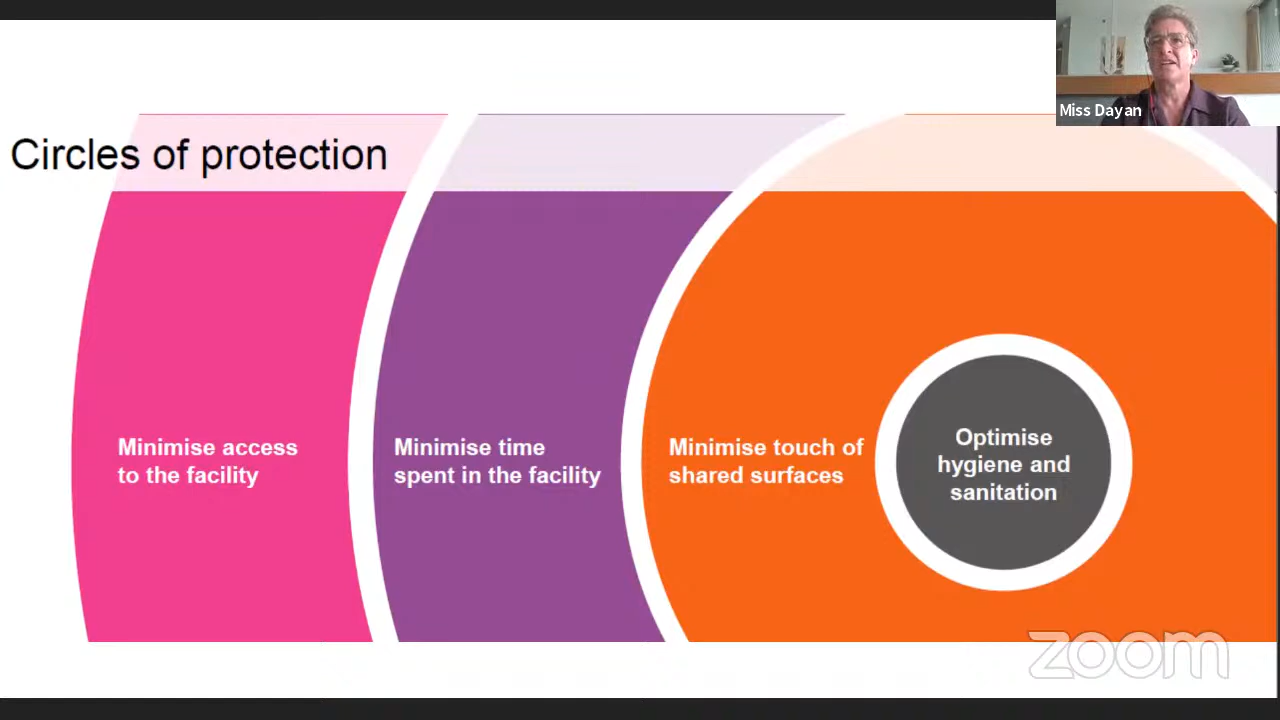 Miss Dayan
Circles of protection
Minimise access
to the facility
Minimise time
spent in the facility
Minimise touch of
shared surfaces
Optimise
hygiene and
sanitation
zoom